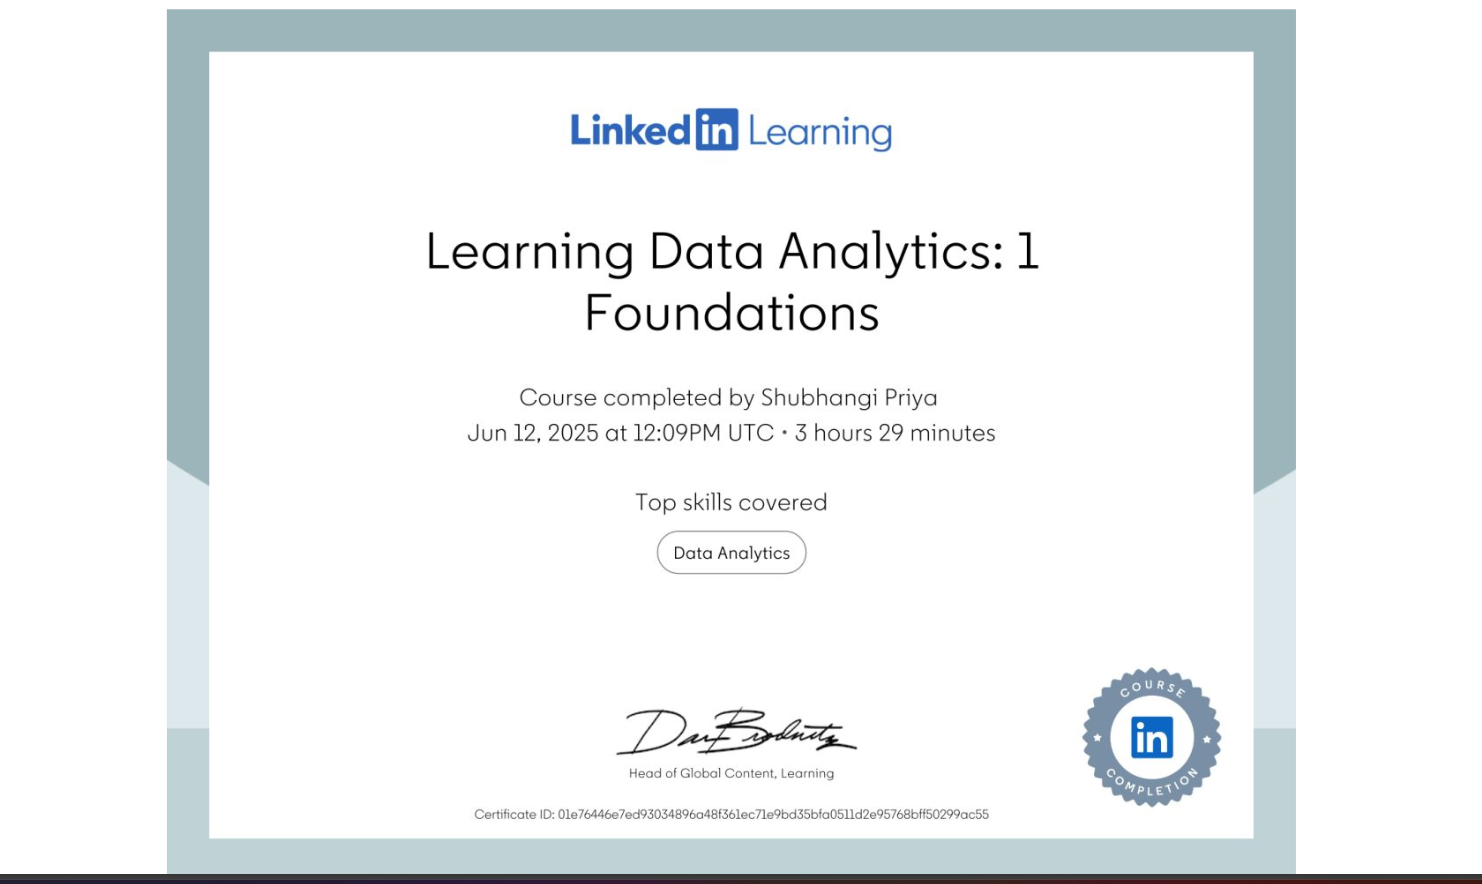 Linked in Learning
Learning Data Analytics: 1
Foundations
Course completed by Shubhangi Priya
Jun 12, 2025 at 12:09PM UTC • 3 hours 29 minutes
Top skills covered
Data Analytics
Dan Brodnitz
Head of Global Content, Learning
COURSE
in
COMPLETION
Certificate ID: 01e76446e7ed93034896a48f361ec71e9bd35bfa0511d2e95768bff50299ac55